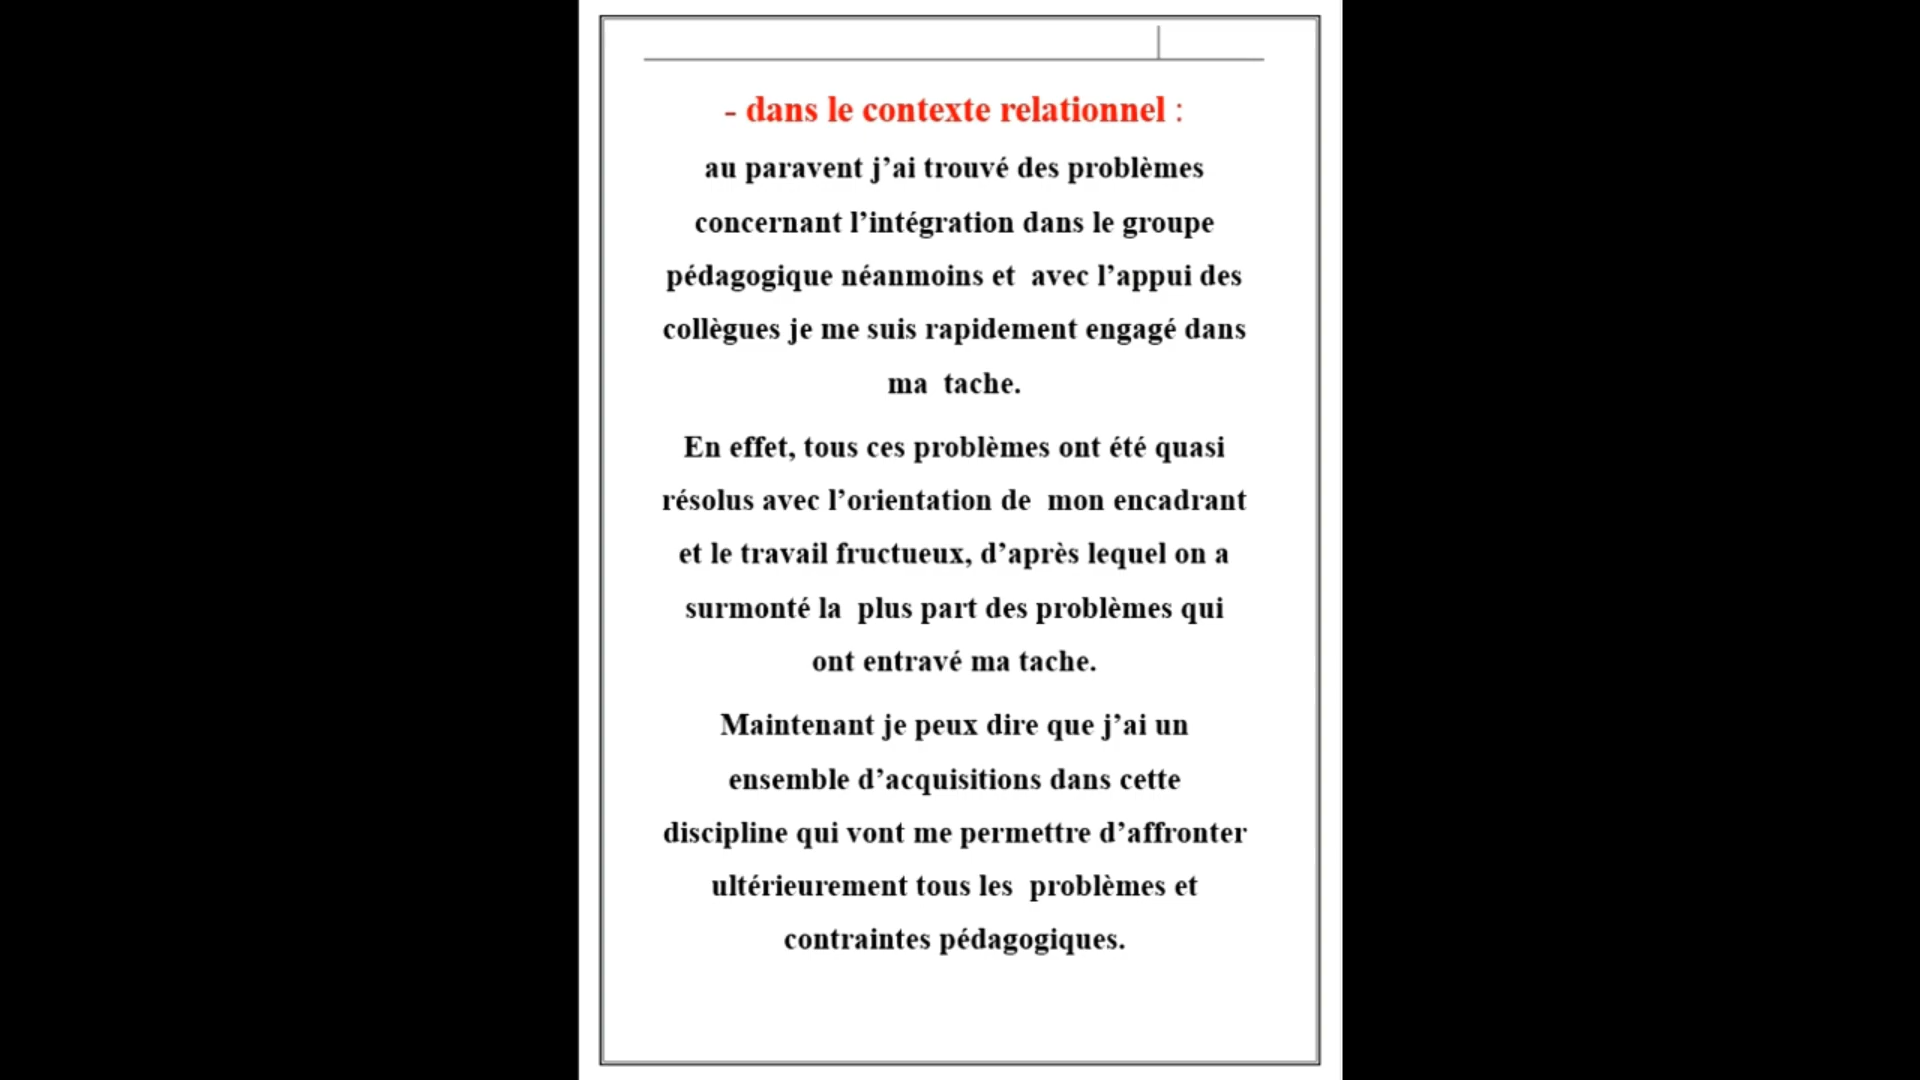 - dans le contexte relationnel :
au paravent j’ai trouvé des problèmes
concernant l’intégration dans le groupe
pédagogique néanmoins et  avec l’appui des
collègues je me suis rapidement engagé dans
ma  tache.
En effet, tous ces problèmes ont été quasi
résolus avec l’orientation de  mon encadrant
et le travail fructueux, d’après lequel on a
surmonté la  plus part des problèmes qui
ont entravé ma tache.
Maintenant je peux dire que j’ai un
ensemble d’acquisitions dans cette
discipline qui vont me permettre d’affronter
ultérieurement tous les  problèmes et
contraintes pédagogiques.